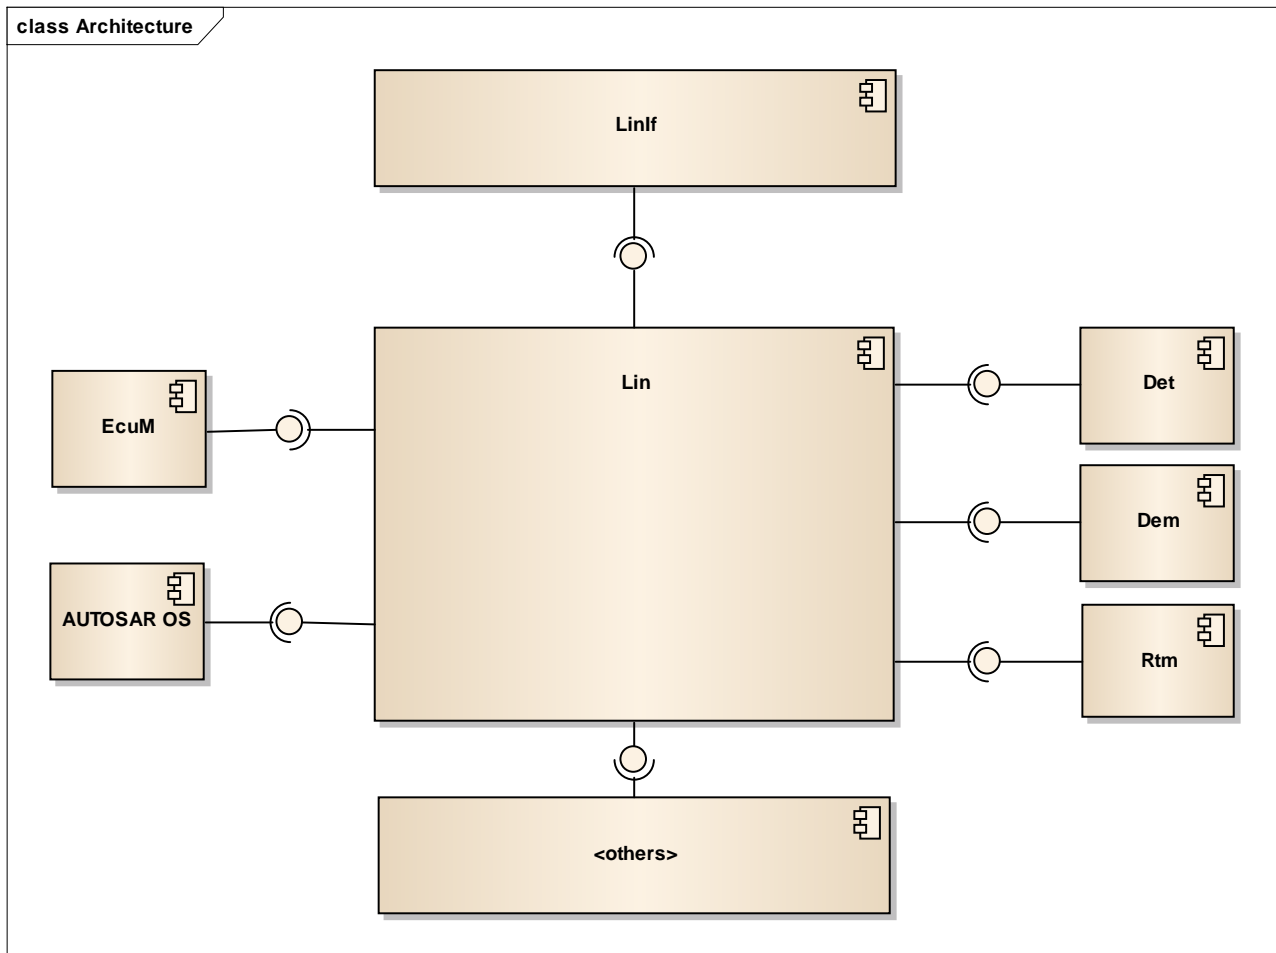 class Architecture
LinIf
Lin
EcuM
Det
Dem
AUTOSAR OS
Rtm
<others>